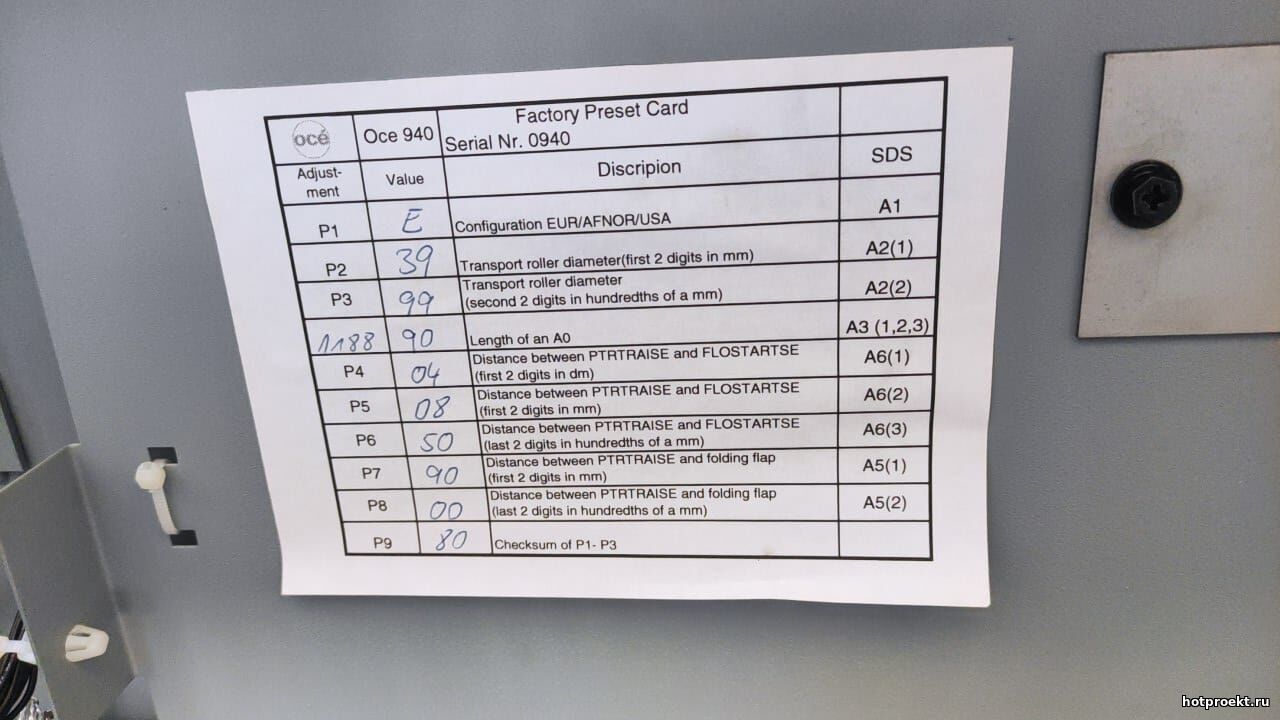 océ Oce 940 Factory Preset Card
Serial Nr. 0940
Adjust-
ment Value Discripion SDS
P1 E Configuration EUR/AFNOR/USA A1
P2 39 Transport roller diameter(first 2 digits in mm) A2(1)
P3 99 Transport roller diameter
(second 2 digits in hundredths of a mm) A2(2)
1188 90 Length of an A0 A3 (1,2,3)
P4 04 Distance between PTRTRAISE and FLOSTARTSE
(first 2 digits in dm) A6(1)
P5 08 Distance between PTRTRAISE and FLOSTARTSE
(first 2 digits in mm) A6(2)
P6 50 Distance between PTRTRAISE and FLOSTARTSE
(last 2 digits in hundredths of a mm) A6(3)
P7 90 Distance between PTRTRAISE and folding flap
(first 2 digits in mm) A5(1)
P8 00 Distance between PTRTRAISE and folding flap
(last 2 digits in hundredths of a mm) A5(2)
P9 80 Checksum of P1- P3
hotproekt.ru